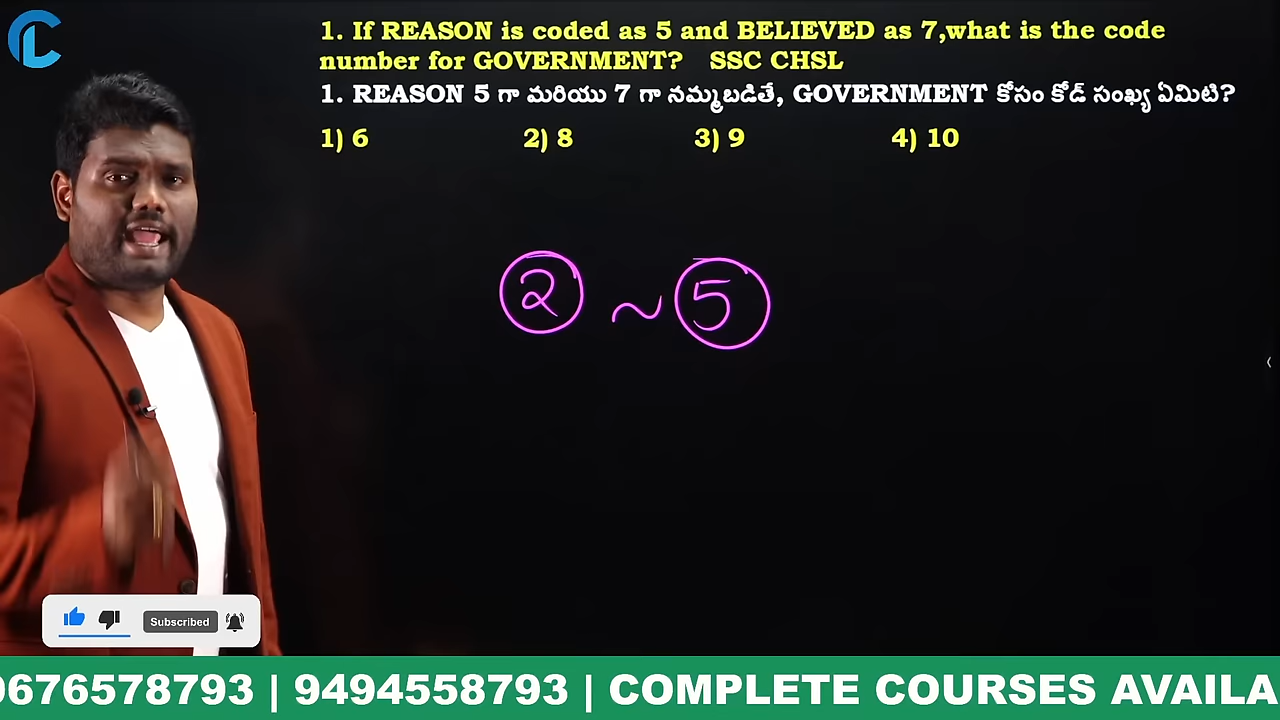 1. If REASON is coded as 5 and BELIEVED as 7,what is the code
number for GOVERNMENT? SSC CHSL
1. REASON 5 గా మరియు 7 గా నమ్మబడితే, GOVERNMENT కోసం కోడ్ సంఖ్య ఏమిటి?
1) 6 2) 8 3) 9 4) 10
2 ~ 5
Subscribed
9676578793 | 9494558793 | COMPLETE COURSES AVAILA